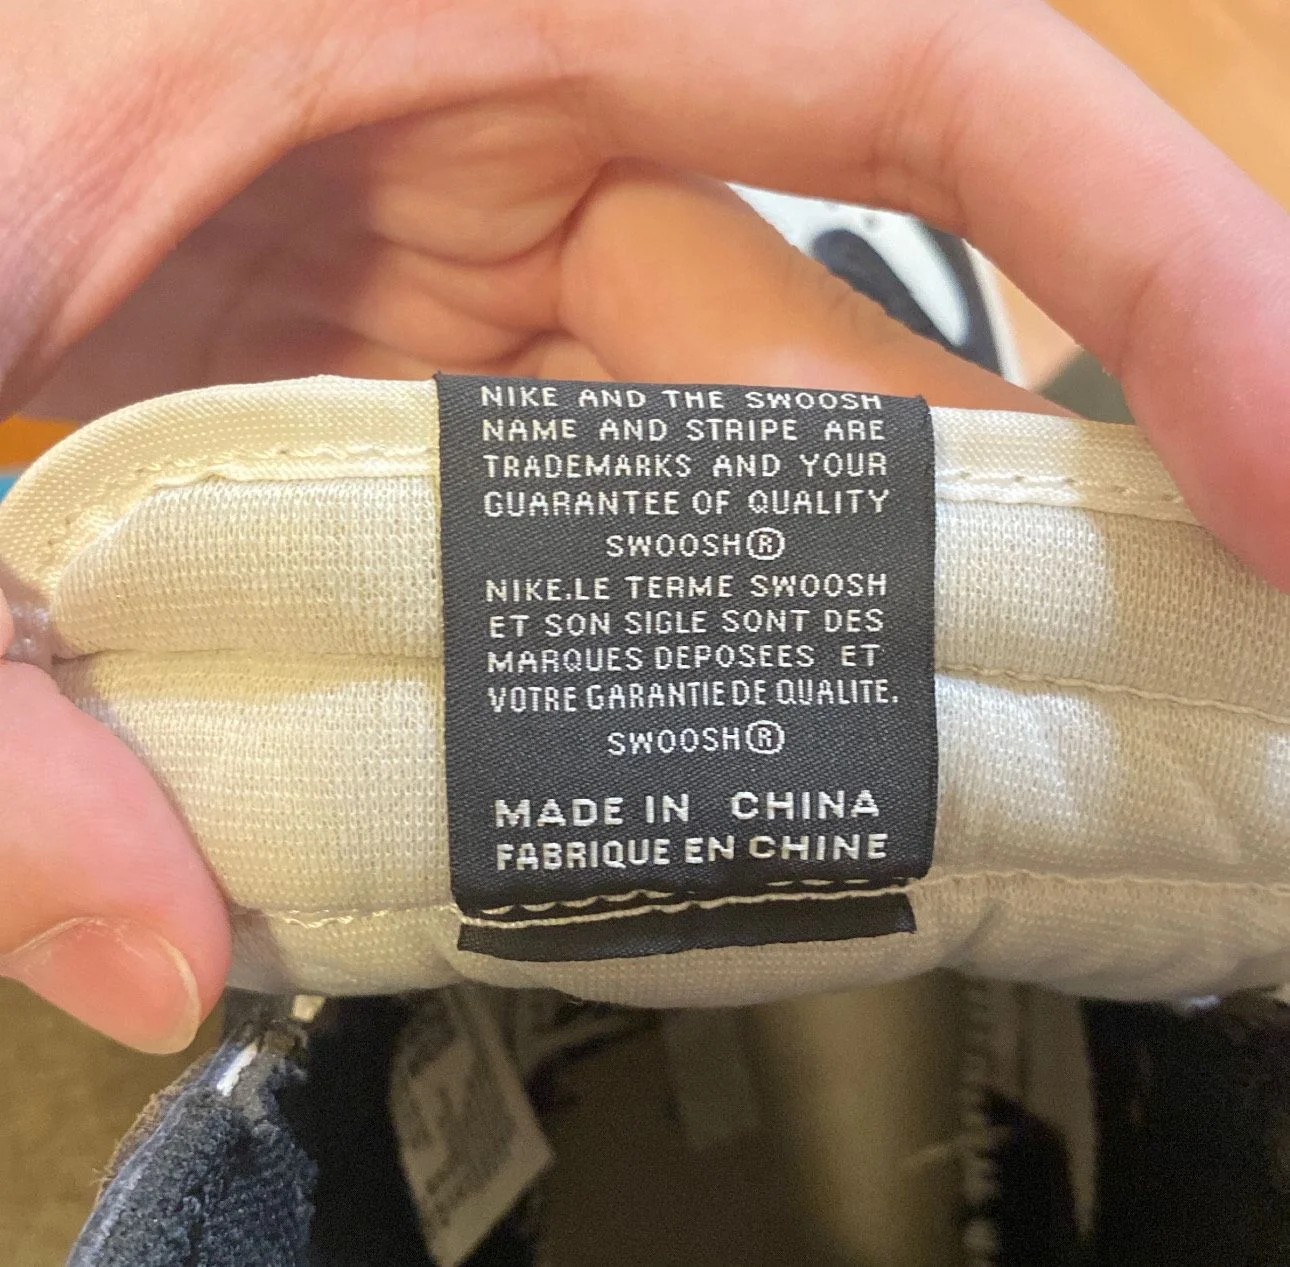 NIKE AND THE SWOOSH
NAME AND STRIPE ARE
TRADEMARKS AND YOUR
GUARANTEE OF QUALITY
SWOOSH®
NIKE.LE TERME SWOOSH
ET SON SIGLE SONT DES
MARQUES DEPOSEES ET
VOTRE GARANTIE DE QUALITE.
SWOOSH®
MADE IN CHINA
FABRIQUE EN CHINE